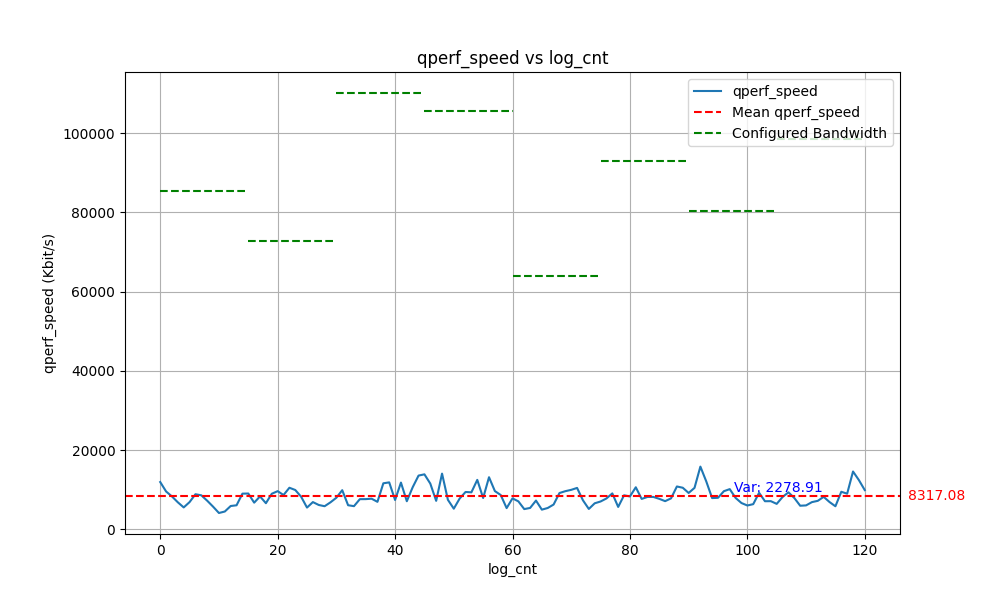 qperf_speed vs log_cnt
qperf_speed
Mean qperf_speed
Configured Bandwidth
100000
80000
60000
40000
20000
0
qperf_speed (Kbit/s)
Var: 2278.91
8317.08
0
20
40
60
80
100
120
log_cnt